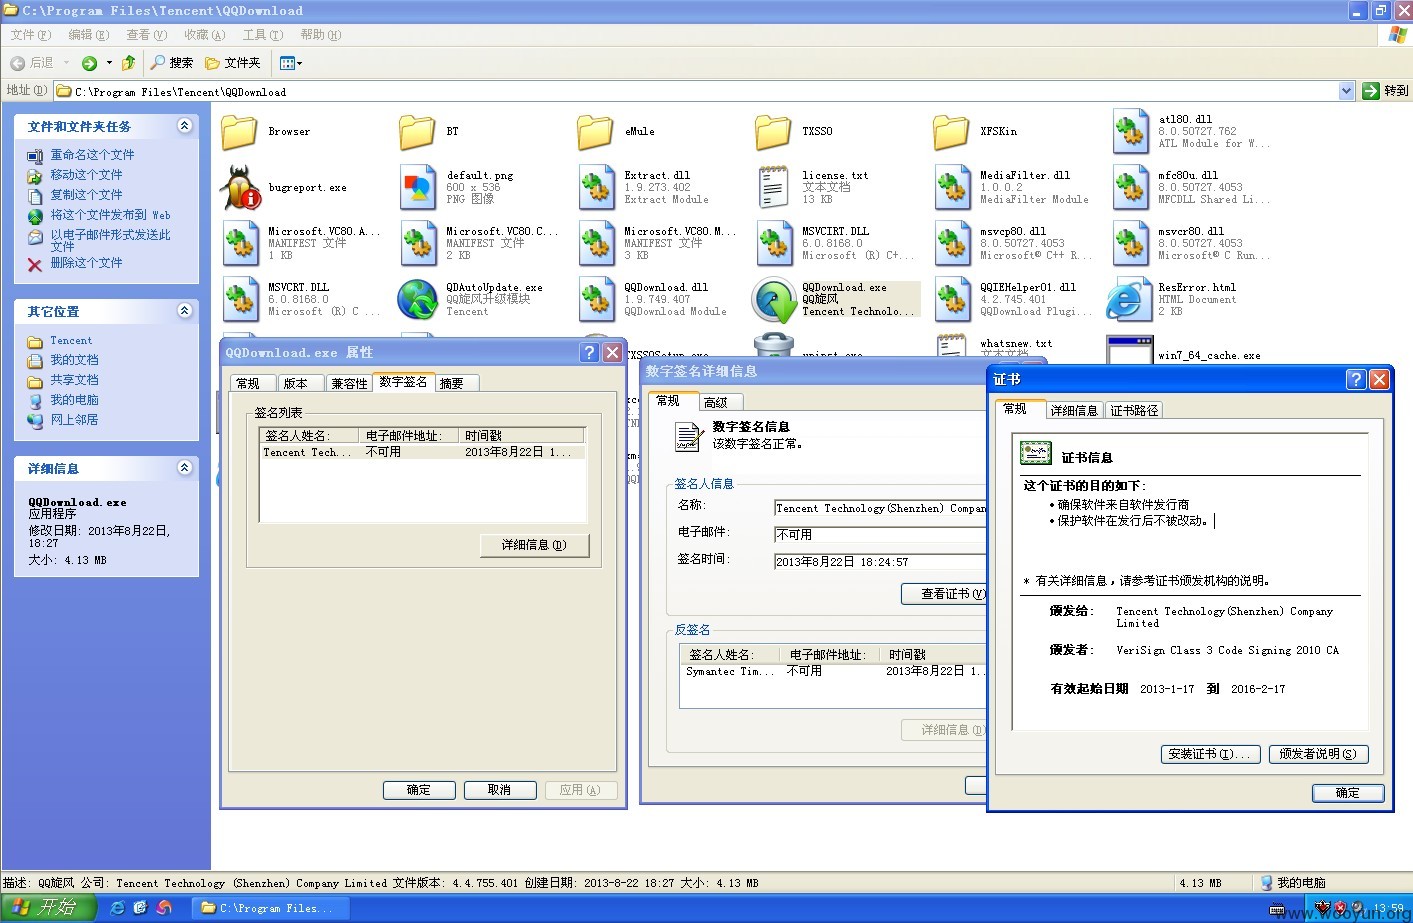 C:\Program Files\Tencent\QQDownload
文件(F) 编辑(E) 查看(V) 收藏(A) 工具(T) 帮助(H)
后退 搜索 文件夹
地址(D) C:\Program Files\Tencent\QQDownload 转到
文件和文件夹任务
重命名这个文件
移动这个文件
复制这个文件
将这个文件发布到 Web
以电子邮件形式发送此
文件
删除这个文件
其它位置
Tencent
我的文档
共享文档
我的电脑
网上邻居
详细信息
QQDownload.exe
应用程序
修改日期: 2013年8月22日,
18:27
大小: 4.13 MB
Browser
BT
eMule
TXSSO
XFSKin
atl80.dll
8.0.50727.762
ATL Module for W...
bugreport.exe
default.png
600 x 536
PNG 图像
Extract.dll
1.9.273.402
Extract Module
license.txt
文本文档
13 KB
MediaFilter.dll
1.0.0.2
MediaFilter Module
mfc80u.dll
8.0.50727.4053
MFCDLL Shared Li...
Microsoft.VC80.A...
MANIFEST 文件
1 KB
Microsoft.VC80.C...
MANIFEST 文件
2 KB
Microsoft.VC80.M...
MANIFEST 文件
3 KB
MSVCIRT.DLL
6.0.8168.0
Microsoft (R) C+...
msvcp80.dll
8.0.50727.4053
Microsoft® C++ R...
msvcr80.dll
8.0.50727.4053
Microsoft® C Run...
MSVCRT.DLL
6.0.8168.0
Microsoft (R) C ...
QDAutoUpdate.exe
QQ旋风升级模块
Tencent
QQDownload.dll
1.9.749.407
QQDownload Module
QQDownload.exe
QQ旋风
Tencent Technolo...
QQIEHelper01.dll
4.2.745.401
QQDownload Plugi...
ResError.html
HTML Document
2 KB
TXSSOSetup.exe
uninst.exe
whatsnew.txt
文本文档
win7_64_cache.exe
QQDownload.exe 属性
常规 版本 兼容性 数字签名 摘要
签名列表
签名人姓名: 电子邮件地址: 时间戳
Tencent Tech... 不可用 2013年8月22日 1...
详细信息(D)
确定 取消 应用(A)
数字签名详细信息
常规 高级
数字签名信息
该数字签名正常。
签名人信息
名称: Tencent Technology(Shenzhen) Compan
电子邮件: 不可用
签名时间: 2013年8月22日 18:24:57
查看证书(V)
反签名
签名人姓名: 电子邮件地址: 时间戳
Symantec Tim... 不可用 2013年8月22日 1..
详细信息(D)
证书
常规 详细信息 证书路径
证书信息
这个证书的目的如下:
•确保软件来自软件发行商
•保护软件在发行后不被改动。
* 有关详细信息，请参考证书颁发机构的说明。
颁发给: Tencent Technology(Shenzhen) Company
Limited
颁发者: VeriSign Class 3 Code Signing 2010 CA
有效起始日期 2013-1-17 到 2016-2-17
安装证书(I)... 颁发者说明(S)
确定
描述: QQ旋风 公司: Tencent Technology (Shenzhen) Company Limited 文件版本: 4.4.755.401 创建日期: 2013-8-22 18:27 大小: 4.13 MB 4.13 MB 我的电脑
开始 C:\Program Files... 13:59
www.wooyun.org